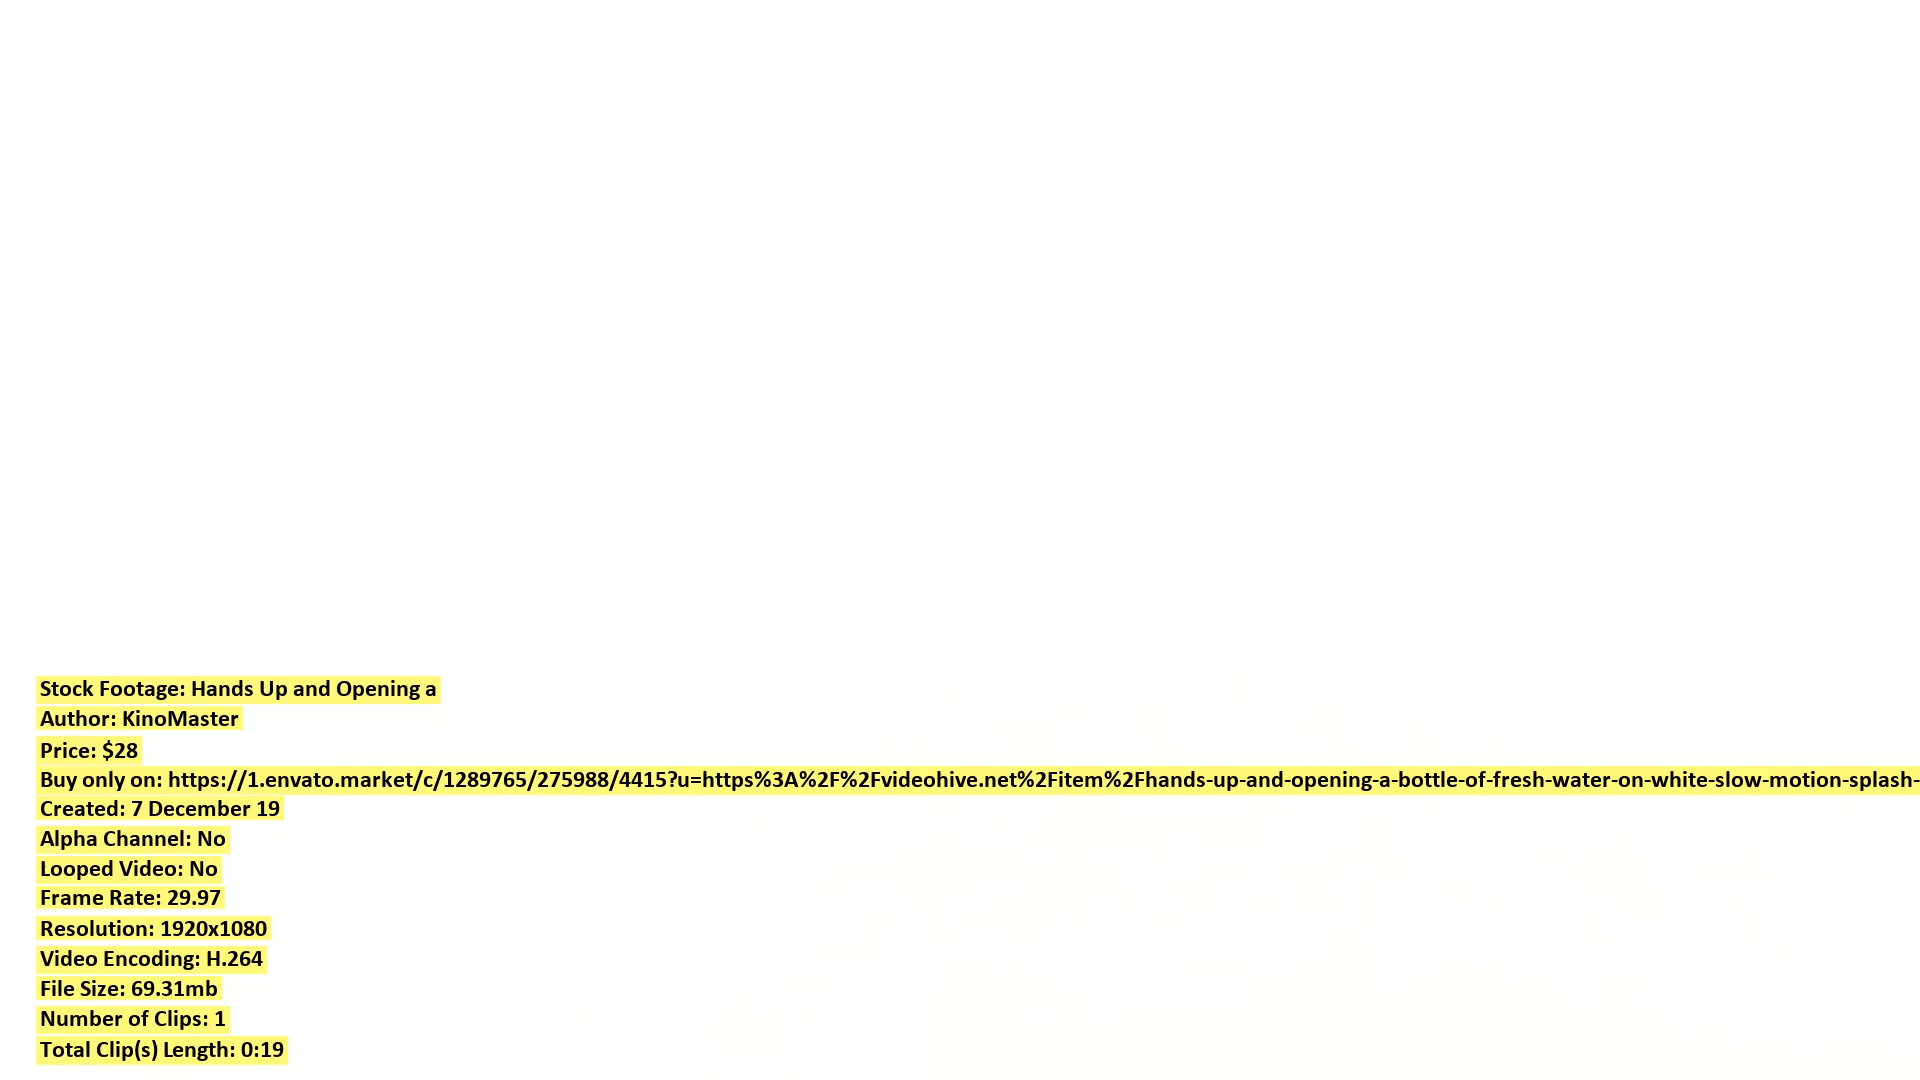 Stock Footage: Hands Up and Opening a
Author: KinoMaster
Price: $28
Buy only on: https://1.envato.market/c/1289765/275988/4415?u=https%3A%2F%2Fvideohive.net%2Fitem%2Fhands-up-and-opening-a-bottle-of-fresh-water-on-white-slow-motion-splash-
Created: 7 December 19
Alpha Channel: No
Looped Video: No
Frame Rate: 29.97
Resolution: 1920x1080
Video Encoding: H.264
File Size: 69.31mb
Number of Clips: 1
Total Clip(s) Length: 0:19